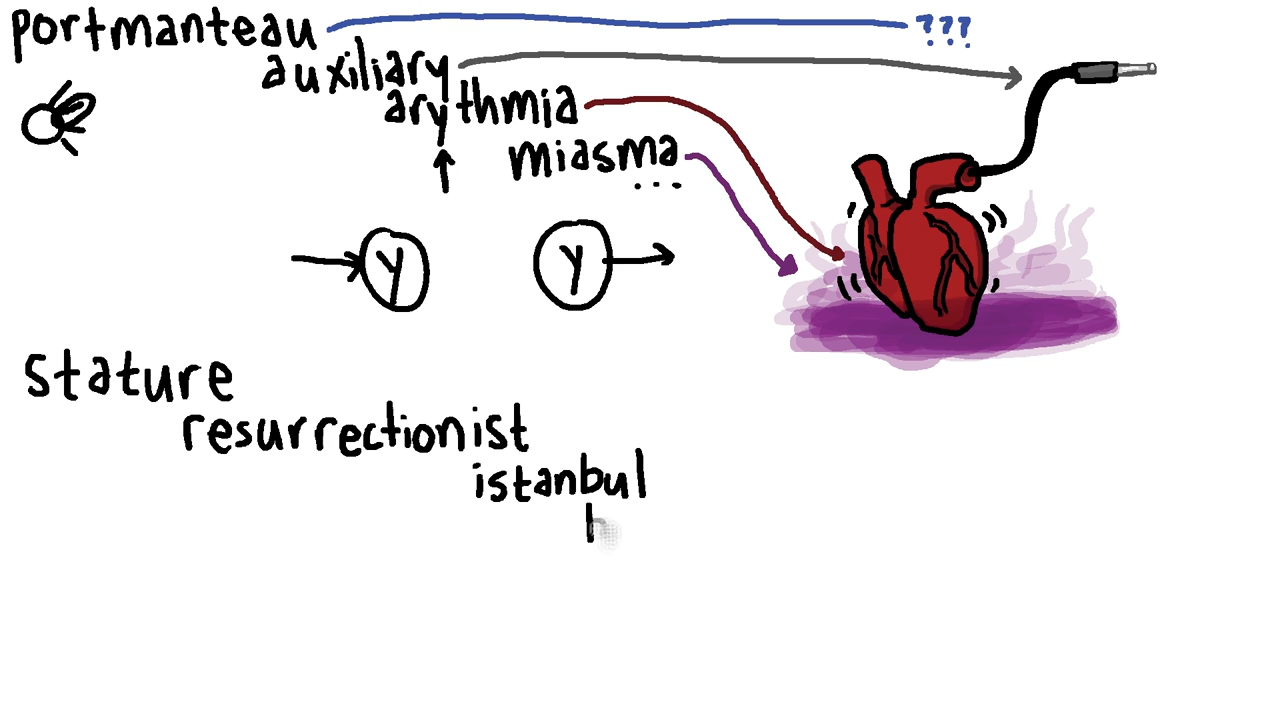 portmanteau ???
auxiliary
arythmia
miasma
...
y y
stature
resurrectionist
istanbul